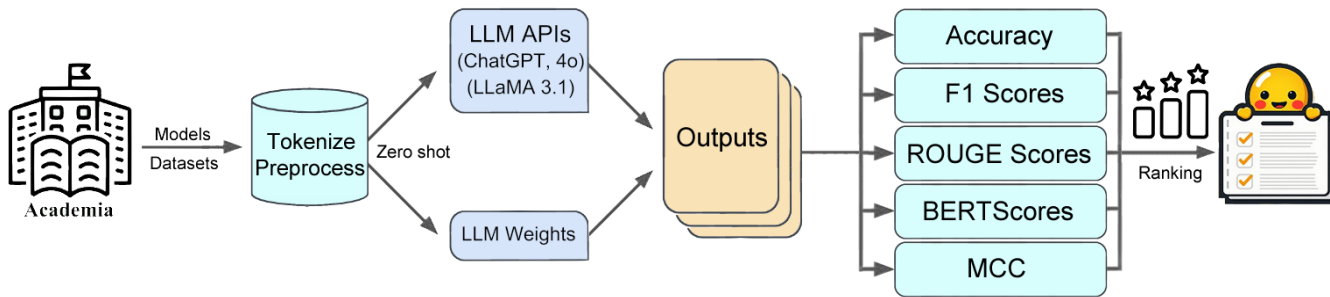 Academia
Models
Datasets
Tokenize
Preprocess
Zero shot
LLM APIs
(ChatGPT, 4o)
(LLaMA 3.1)
LLM Weights
Outputs
Accuracy
F1 Scores
ROUGE Scores
BERTScores
MCC
Ranking